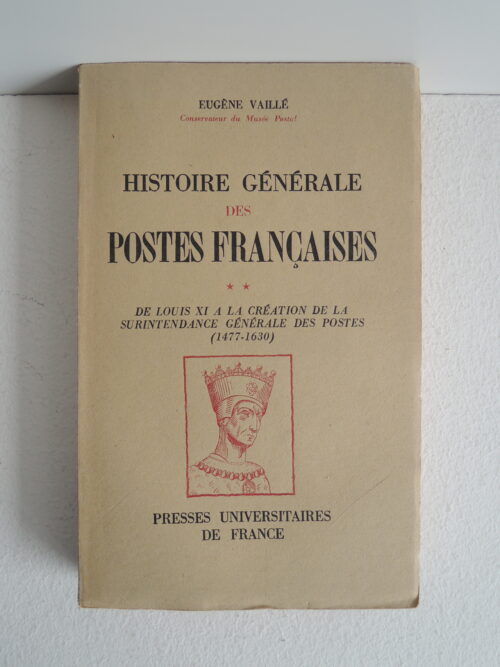 EUGÈNE VAILLÉ
Conservateur du Musée Postal
HISTOIRE GÉNÉRALE
DES
POSTES FRANÇAISES
★ ★
DE LOUIS XI A LA CRÉATION DE LA
SURINTENDANCE GÉNÉRALE DES POSTES
(1477-1630)
PRESSES UNIVERSITAIRES
DE FRANCE